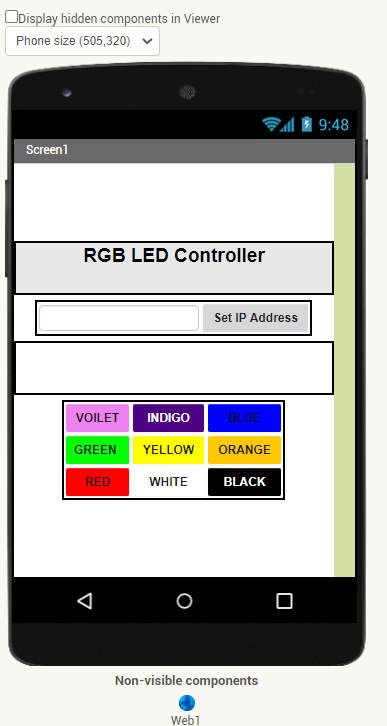 Display hidden components in Viewer
Phone size (505,320)
9:48
Screen1
RGB LED Controller
Set IP Address
VOILET INDIGO BLUE
GREEN YELLOW ORANGE
RED WHITE BLACK
Non-visible components
Web1